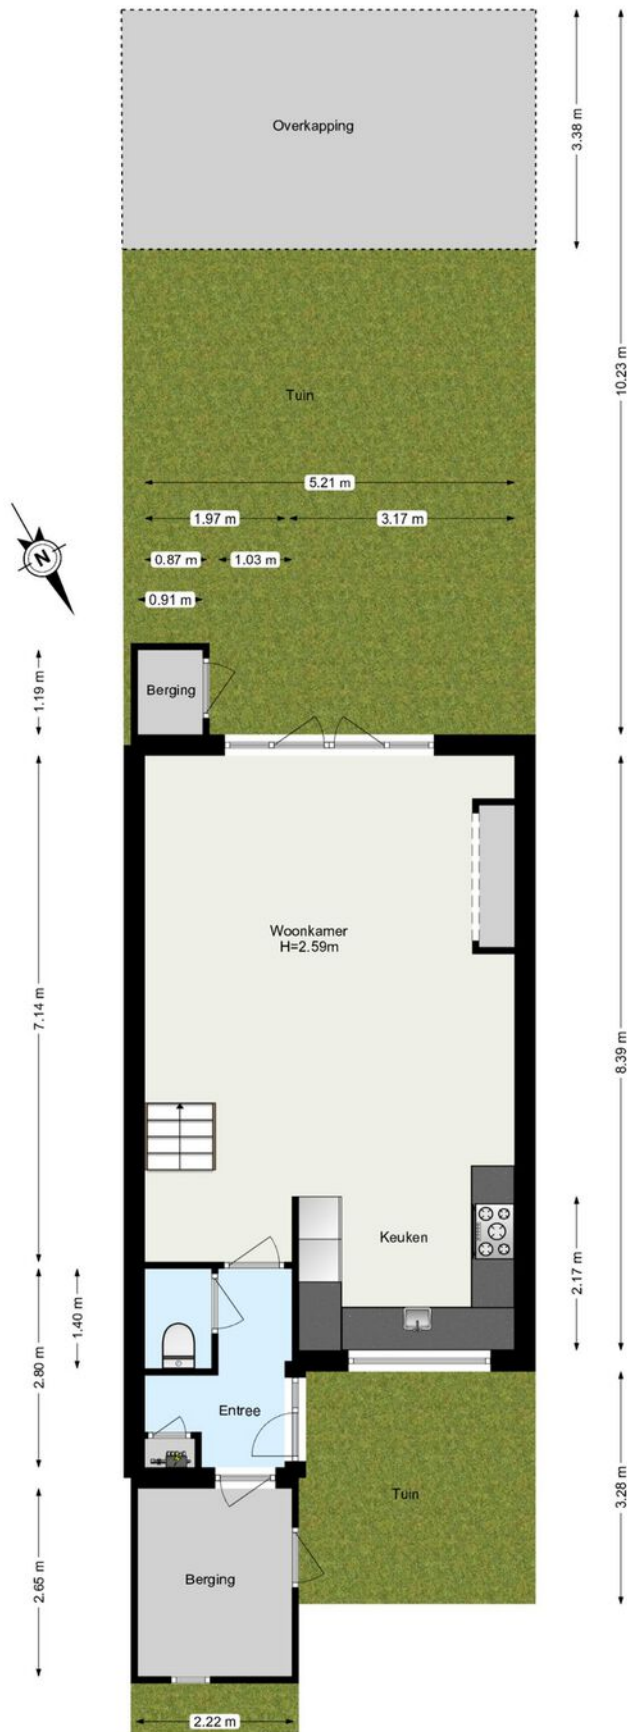 Overkapping
3.38 m
10.23 m
Tuin
5.21 m
1.97 m
3.17 m
0.87 m
1.03 m
0.91 m
N
1.19 m
Berging
7.14 m
Woonkamer
H=2.59m
8.39 m
Keuken
2.17 m
1.40 m
2.80 m
Entree
Tuin
3.28 m
2.65 m
Berging
2.22 m